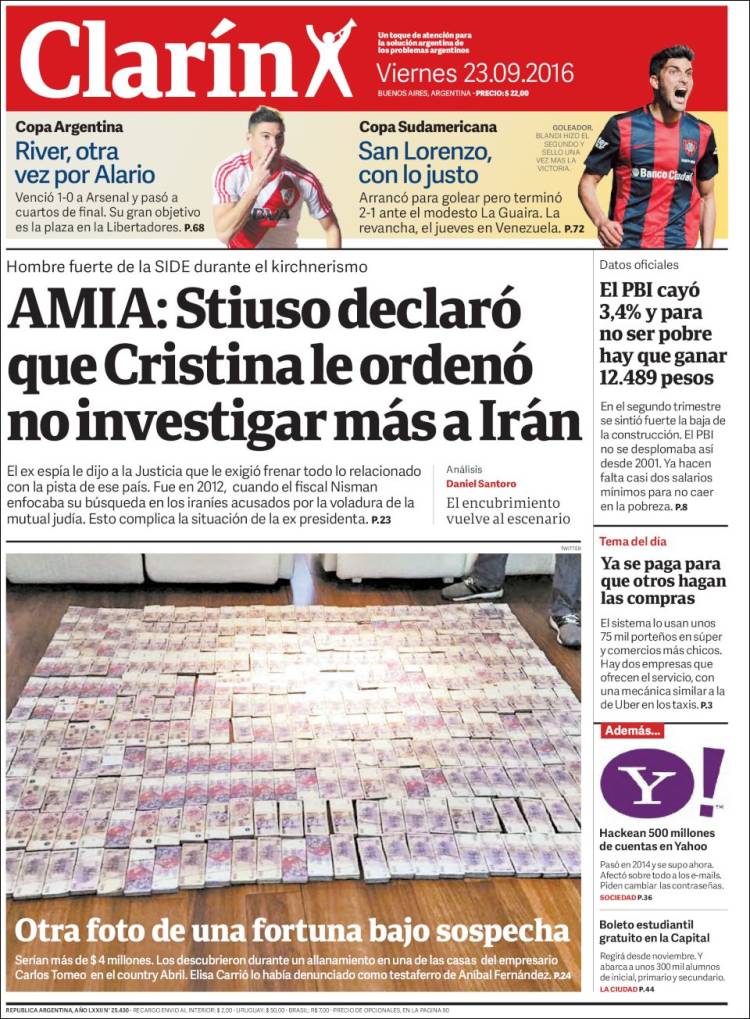 Clarín
Un toque de atención para
la solución argentina de
los problemas argentinos
Viernes 23.09.2016
BUENOS AIRES, ARGENTINA - PRECIO: $ 22,00
Copa Argentina
River, otra
vez por Alario
Venció 1-0 a Arsenal y pasó a
cuartos de final. Su gran objetivo
es la plaza en la Libertadores. P.68
BBVA
Copa Sudamericana
San Lorenzo,
con lo justo
Arrancó para golear pero terminó
2-1 ante el modesto La Guaira. La
revancha, el jueves en Venezuela. P.72
GOLEADOR.
BLANDI HIZO EL
SEGUNDO Y
SELLO UNA
VEZ MAS LA
VICTORIA.
Banco Ciudad
Hombre fuerte de la SIDE durante el kirchnerismo
AMIA: Stiuso declaró
que Cristina le ordenó
no investigar más a Irán
El ex espía le dijo a la Justicia que le exigió frenar todo lo relacionado
con la pista de ese país. Fue en 2012, cuando el fiscal Nisman
enfocaba su búsqueda en los iraníes acusados por la voladura de la
mutual judía. Esto complica la situación de la ex presidenta. P.23
Análisis
Daniel Santoro
El encubrimiento
vuelve al escenario
TWITTER
Otra foto de una fortuna bajo sospecha
Serían más de $ 4 millones. Los descubrieron durante un allanamiento en una de las casas del empresario
Carlos Tomeo en el country Abril. Elisa Carrió lo había denunciado como testaferro de Aníbal Fernández. P.24
Datos oficiales
El PBI cayó
3,4% y para
no ser pobre
hay que ganar
12.489 pesos
En el segundo trimestre
se sintió fuerte la baja de
la construcción. El PBI
no se desplomaba así
desde 2001. Ya hacen
falta casi dos salarios
mínimos para no caer
en la pobreza. P.8
Tema del día
Ya se paga para
que otros hagan
las compras
El sistema lo usan unos
75 mil porteños en súper
y comercios más chicos.
Hay dos empresas que
ofrecen el servicio, con
una mecánica similar a la
de Uber en los taxis. P.3
Además...
Y!
TM
Hackean 500 millones
de cuentas en Yahoo
Pasó en 2014 y se supo ahora.
Afectó sobre todo a los e-mails.
Piden cambiar las contraseñas.
SOCIEDAD P.36
Boleto estudiantil
gratuito en la Capital
Regirá desde noviembre. Y
abarca a unos 300 mil alumnos
de inicial, primario y secundario.
LA CIUDAD P.44
REPUBLICA ARGENTINA, AÑO LXXII N° 25.430 - RECARGO ENVIO AL INTERIOR: $ 2,00 - URUGUAY: $ 50,00 - BRASIL: R$ 7,00 - PRECIO DE OPCIONALES, EN LA PAGINA 90